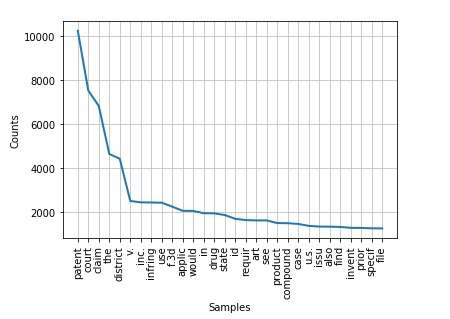 10000
8000
6000
4000
2000
Counts
patent
court
claim
the
district
v.
inc.
infring
use
f.3d
applic
would
in
drug
state
id
requir
art
see
product
compound
case
u.s.
issu
also
find
invent
prior
specif
file
Samples